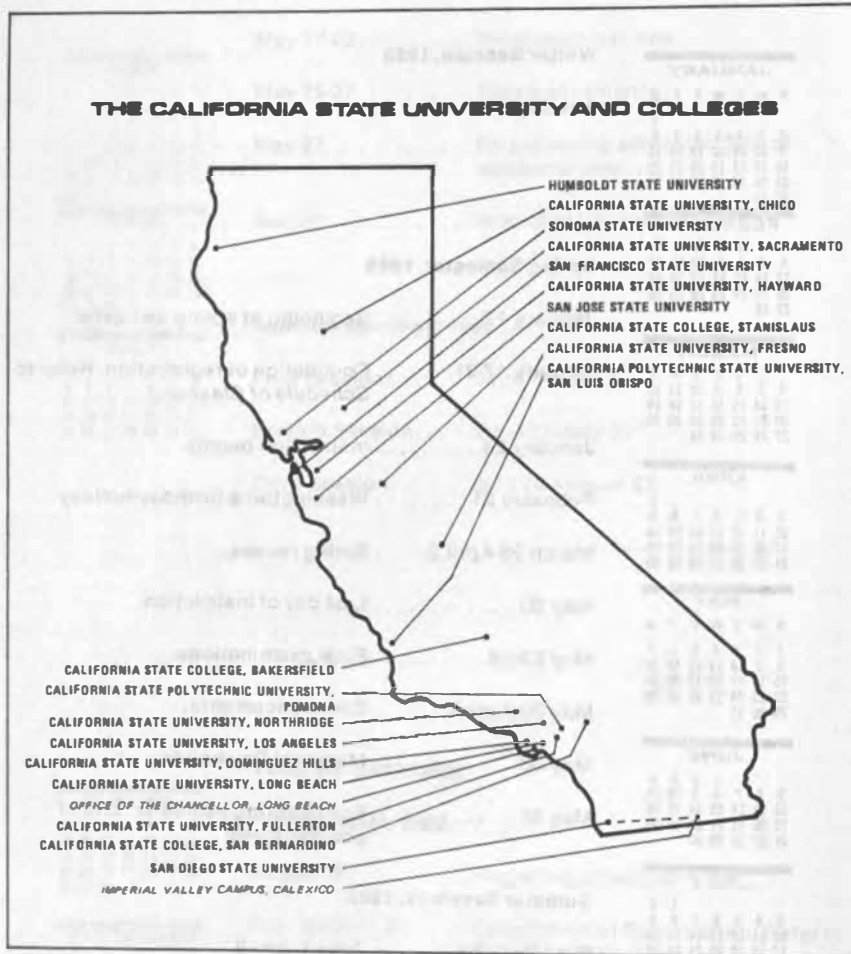 THE CALIFORNIA STATE UNIVERSITY AND COLLEGES
HUMBOLDT STATE UNIVERSITY
CALIFORNIA STATE UNIVERSITY, CHICO
SONOMA STATE UNIVERSITY
CALIFORNIA STATE UNIVERSITY, SACRAMENTO
SAN FRANCISCO STATE UNIVERSITY
CALIFORNIA STATE UNIVERSITY, HAYWARD
SAN JOSE STATE UNIVERSITY
CALIFORNIA STATE COLLEGE, STANISLAUS
CALIFORNIA STATE UNIVERSITY, FRESNO
CALIFORNIA POLYTECHNIC STATE UNIVERSITY,
SAN LUIS OBISPO
CALIFORNIA STATE COLLEGE, BAKERSFIELD
CALIFORNIA STATE POLYTECHNIC UNIVERSITY,
POMONA
CALIFORNIA STATE UNIVERSITY, NORTHRIDGE
CALIFORNIA STATE UNIVERSITY, LOS ANGELES
CALIFORNIA STATE UNIVERSITY, DOMINGUEZ HILLS
CALIFORNIA STATE UNIVERSITY, LONG BEACH
OFFICE OF THE CHANCELLOR, LONG BEACH
CALIFORNIA STATE UNIVERSITY, FULLERTON
CALIFORNIA STATE COLLEGE, SAN BERNARDINO
SAN DIEGO STATE UNIVERSITY
IMPERIAL VALLEY CAMPUS, CALEXICO